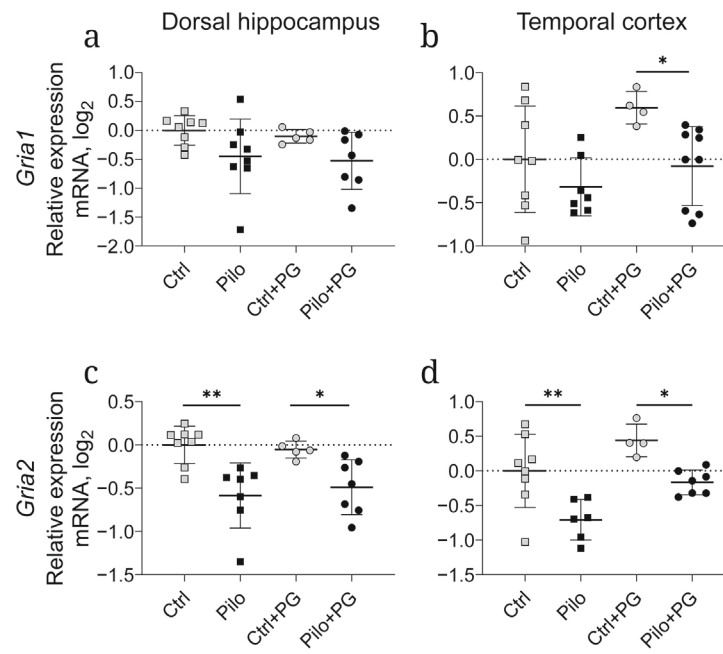 Dorsal hippocampus
Temporal cortex
a
b
Gria1
Relative expression
mRNA, log2
1.0
0.5
0.0
−0.5
−1.0
−1.5
−2.0
Ctrl
Pilo
Ctrl+PG
Pilo+PG
1.0
0.5
0.0
−0.5
−1.0
*
Ctrl
Pilo
Ctrl+PG
Pilo+PG
c
d
Gria2
Relative expression
mRNA, log2
0.5
0.0
−0.5
−1.0
−1.5
**
*
Ctrl
Pilo
Ctrl+PG
Pilo+PG
1.0
0.5
0.0
−0.5
−1.0
−1.5
**
*
Ctrl
Pilo
Ctrl+PG
Pilo+PG